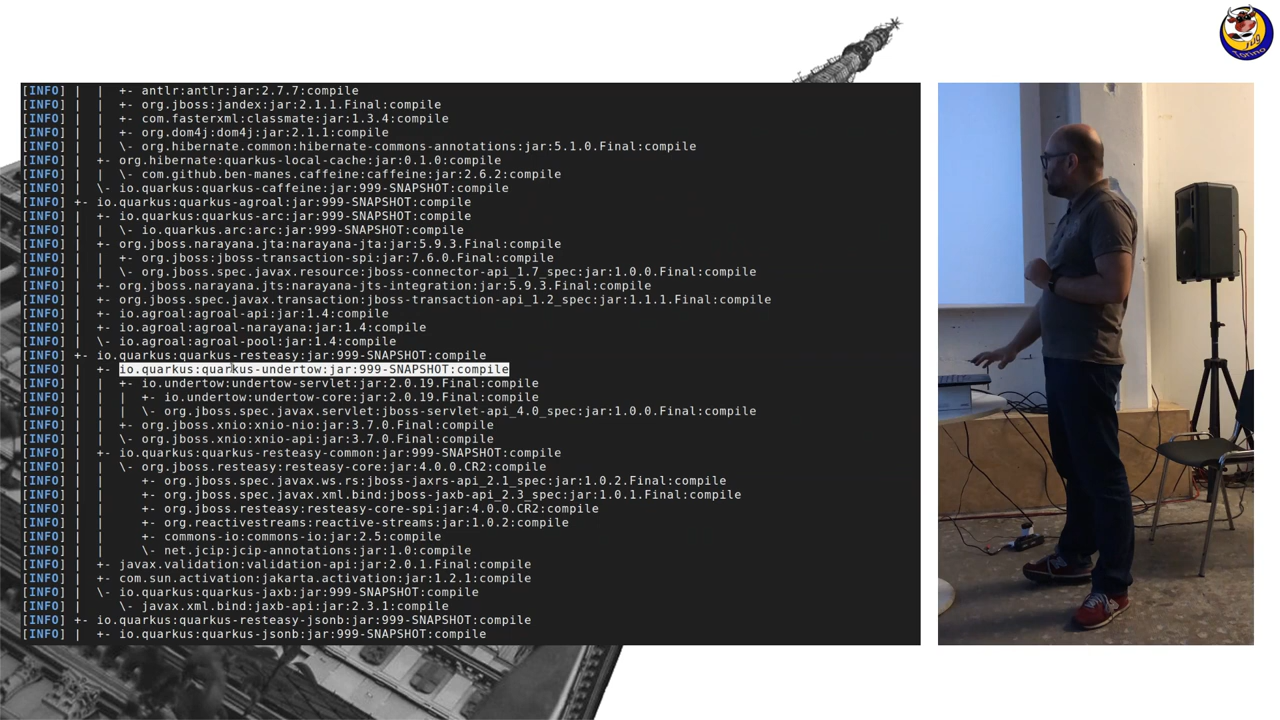 [INFO] | | +- antlr:antlr:jar:2.7.7:compile
[INFO] | | +- org.jboss:jandex:jar:2.1.1.Final:compile
[INFO] | | +- com.fasterxml:classmate:jar:1.3.4:compile
[INFO] | | +- org.dom4j:dom4j:jar:2.1.1:compile
[INFO] | | \- org.hibernate.common:hibernate-commons-annotations:jar:5.1.0.Final:compile
[INFO] | +- org.hibernate:quarkus-local-cache:jar:0.1.0:compile
[INFO] | | \- com.github.ben-manes.caffeine:caffeine:jar:2.6.2:compile
[INFO] | \- io.quarkus:quarkus-caffeine:jar:999-SNAPSHOT:compile
[INFO] +- io.quarkus:quarkus-agroal:jar:999-SNAPSHOT:compile
[INFO] | +- io.quarkus:quarkus-arc:jar:999-SNAPSHOT:compile
[INFO] | | \- io.quarkus.arc:arc:jar:999-SNAPSHOT:compile
[INFO] | +- org.jboss.narayana.jta:narayana-jta:jar:5.9.3.Final:compile
[INFO] | | +- org.jboss:jboss-transaction-spi:jar:7.6.0.Final:compile
[INFO] | | \- org.jboss.spec.javax.resource:jboss-connector-api_1.7_spec:jar:1.0.0.Final:compile
[INFO] | +- org.jboss.narayana.jts:narayana-jts-integration:jar:5.9.3.Final:compile
[INFO] | +- org.jboss.spec.javax.transaction:jboss-transaction-api_1.2_spec:jar:1.1.1.Final:compile
[INFO] | +- io.agroal:agroal-api:jar:1.4:compile
[INFO] | +- io.agroal:agroal-narayana:jar:1.4:compile
[INFO] | \- io.agroal:agroal-pool:jar:1.4:compile
[INFO] +- io.quarkus:quarkus-resteasy:jar:999-SNAPSHOT:compile
[INFO] | +- io.quarkus:quarkus-undertow:jar:999-SNAPSHOT:compile
[INFO] | | +- io.undertow:undertow-servlet:jar:2.0.19.Final:compile
[INFO] | | | +- io.undertow:undertow-core:jar:2.0.19.Final:compile
[INFO] | | | \- org.jboss.spec.javax.servlet:jboss-servlet-api_4.0_spec:jar:1.0.0.Final:compile
[INFO] | | +- org.jboss.xnio:xnio-nio:jar:3.7.0.Final:compile
[INFO] | | \- org.jboss.xnio:xnio-api:jar:3.7.0.Final:compile
[INFO] | +- io.quarkus:quarkus-resteasy-common:jar:999-SNAPSHOT:compile
[INFO] | | \- org.jboss.resteasy:resteasy-core:jar:4.0.0.CR2:compile
[INFO] | | +- org.jboss.spec.javax.ws.rs:jboss-jaxrs-api_2.1_spec:jar:1.0.2.Final:compile
[INFO] | | +- org.jboss.spec.javax.xml.bind:jboss-jaxb-api_2.3_spec:jar:1.0.1.Final:compile
[INFO] | | +- org.jboss.resteasy:resteasy-core-spi:jar:4.0.0.CR2:compile
[INFO] | | +- org.reactivestreams:reactive-streams:jar:1.0.2:compile
[INFO] | | +- commons-io:commons-io:jar:2.5:compile
[INFO] | | \- net.jcip:jcip-annotations:jar:1.0:compile
[INFO] | +- javax.validation:validation-api:jar:2.0.1.Final:compile
[INFO] | +- com.sun.activation:jakarta.activation:jar:1.2.1:compile
[INFO] | \- io.quarkus:quarkus-jaxb:jar:999-SNAPSHOT:compile
[INFO] | \- javax.xml.bind:jaxb-api:jar:2.3.1:compile
[INFO] +- io.quarkus:quarkus-resteasy-jsonb:jar:999-SNAPSHOT:compile
[INFO] | +- io.quarkus:quarkus-jsonb:jar:999-SNAPSHOT:compile
jug
Torino